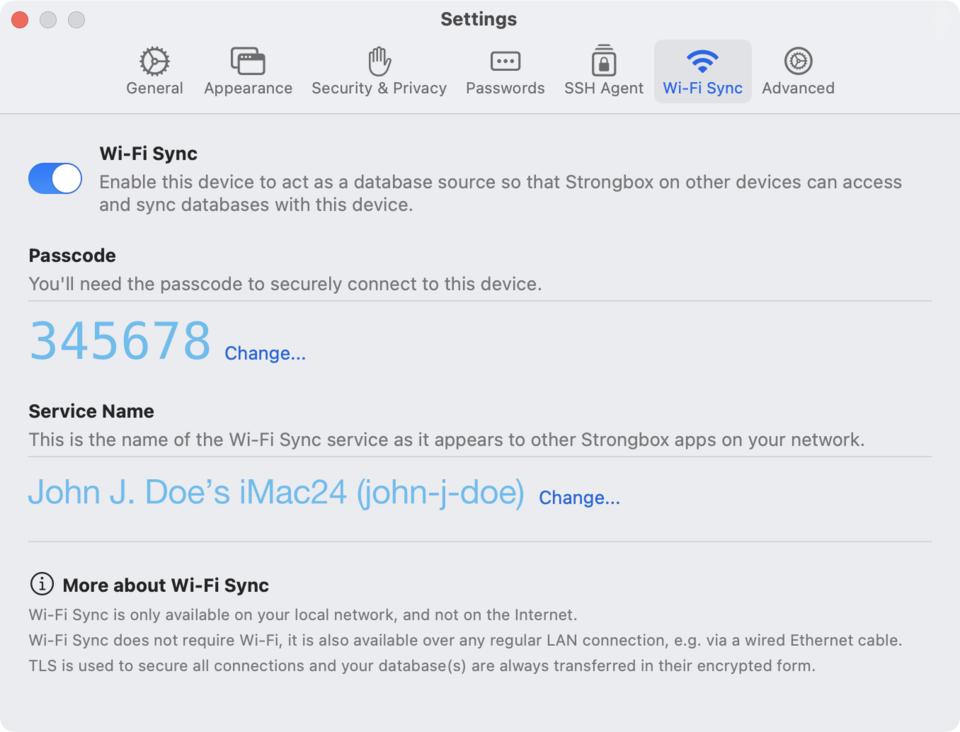 Settings
General Appearance Security & Privacy Passwords SSH Agent Wi-Fi Sync Advanced
Wi-Fi Sync
Enable this device to act as a database source so that Strongbox on other devices can access
and sync databases with this device.
Passcode
You'll need the passcode to securely connect to this device.
345678 Change...
Service Name
This is the name of the Wi-Fi Sync service as it appears to other Strongbox apps on your network.
John J. Doe’s iMac24 (john-j-doe) Change...
More about Wi-Fi Sync
Wi-Fi Sync is only available on your local network, and not on the Internet.
Wi-Fi Sync does not require Wi-Fi, it is also available over any regular LAN connection, e.g. via a wired Ethernet cable.
TLS is used to secure all connections and your database(s) are always transferred in their encrypted form.